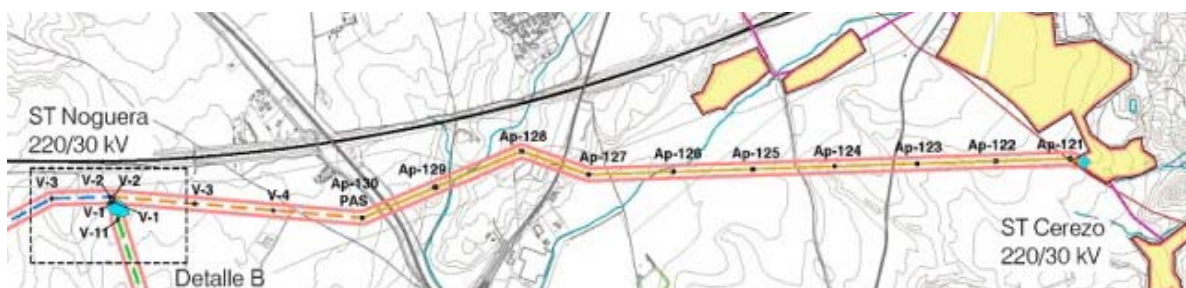 ST Noguera
220/30 kV
V-3
V-2
V-2
V-1
V-1
V-11
V-3
V-4
Detalle B
Ap-130
PAS
Ap-129
Ap-128
Ap-127
Ap-126
Ap-125
Ap-124
Ap-123
Ap-122
Ap-121
ST Cerezo
220/30 kV